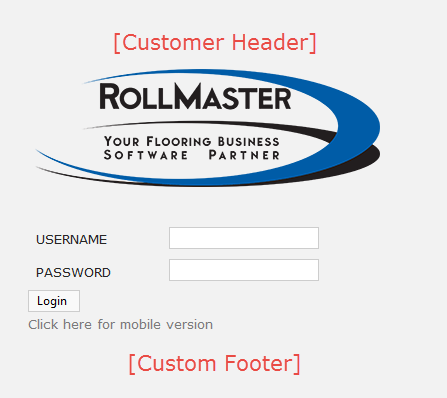 [Customer Header]
ROLLMASTER
YOUR FLOORING BUSINESS
SOFTWARE PARTNER
USERNAME
PASSWORD
Login
Click here for mobile version
[Custom Footer]